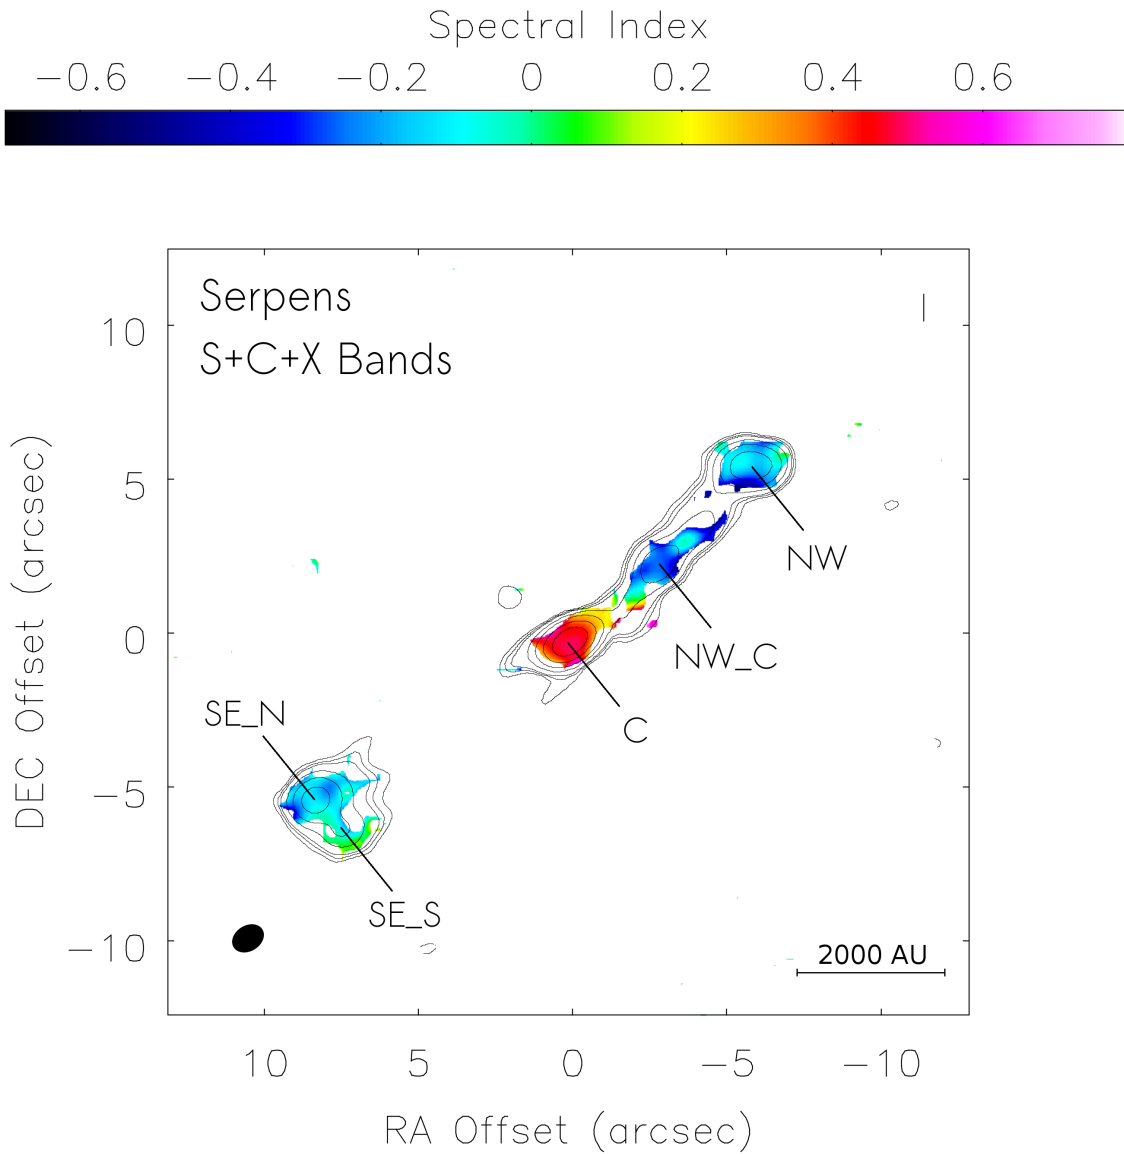 Spectral Index
−0.6 −0.4 −0.2 0 0.2 0.4 0.6
Serpens
I
S+C+X Bands
10
5
0
−5
−10
DEC Offset (arcsec)
NW
NW_C
C
SE_N
SE_S
2000 AU
10 5 0 −5 −10
RA Offset (arcsec)